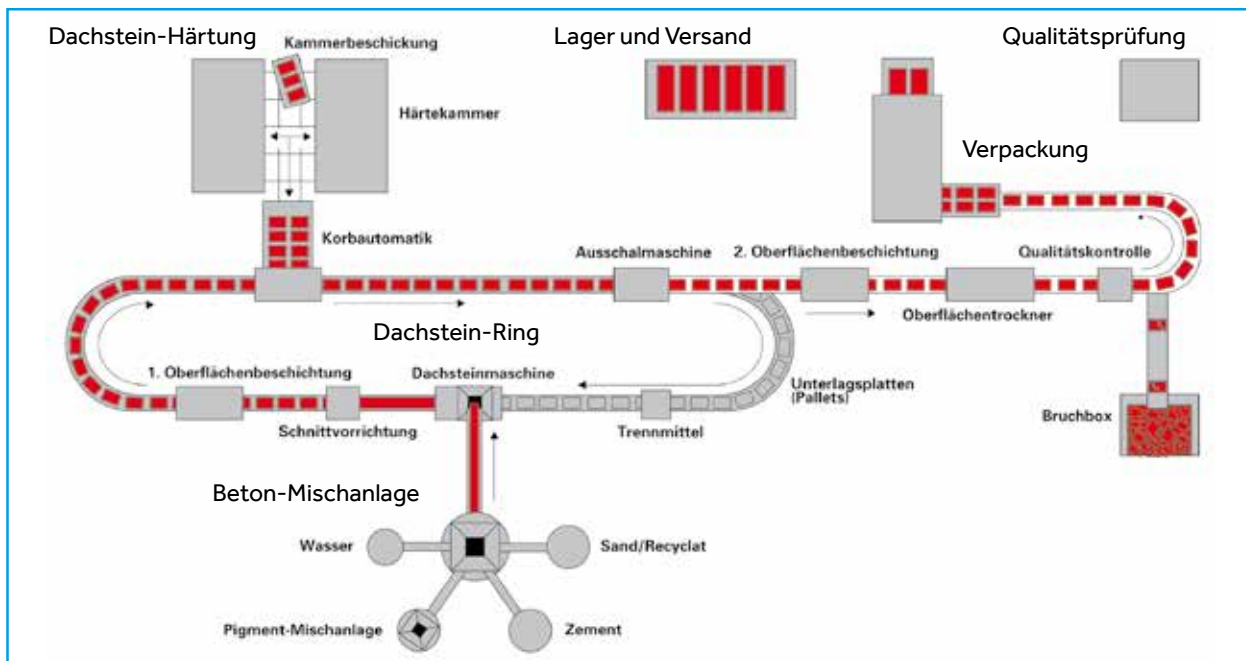 Dachstein-Härtung
Kammerbeschickung
Lager und Versand
Qualitätsprüfung
Härtekammer
Verpackung
Korbautomatik
Ausschalmaschine
2. Oberflächenbeschichtung
Qualitätskontrolle
Oberflächentrockner
Dachstein-Ring
1. Oberflächenbeschichtung
Dachsteinmaschine
Unterlagsplatten
(Pallets)
Schnittvorrichtung
Trennmittel
Bruchbox
Beton-Mischanlage
Wasser
Sand/Recyclat
Pigment-Mischanlage
Zement